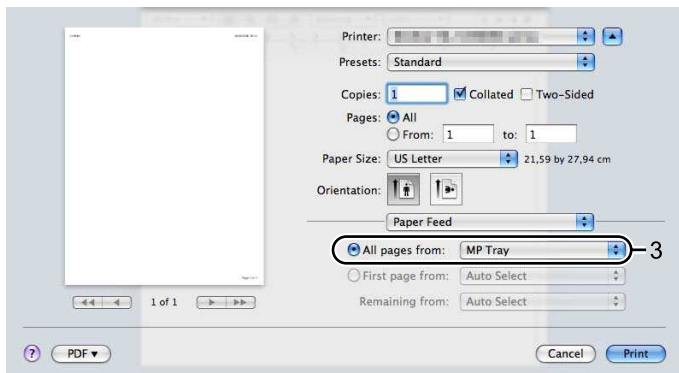 Printer:
Presets: Standard
Copies: 1 Collated Two-Sided
Pages: All
From: 1 to: 1
Paper Size: US Letter 21,59 by 27,94 cm
Orientation:
Paper Feed
All pages from: MP Tray 3
First page from: Auto Select
1 of 1 Remaining from: Auto Select
? PDF Cancel Print